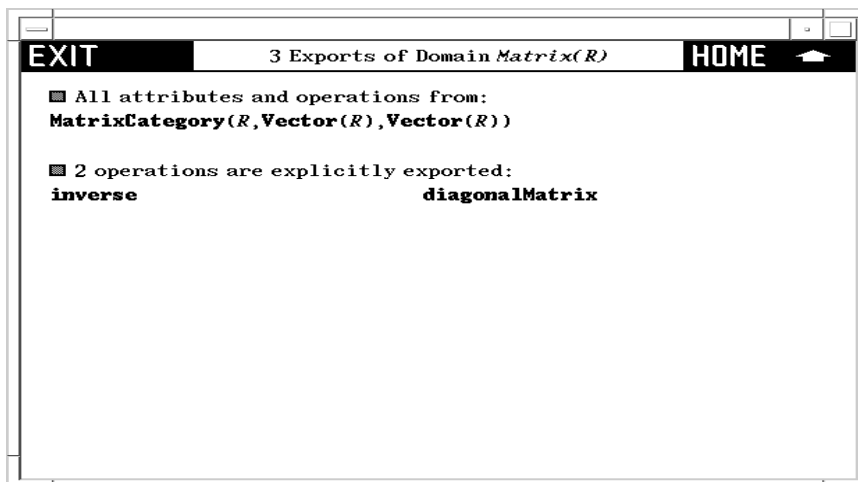 EXIT 3 Exports of Domain Matrix(R) HOME
All attributes and operations from:
MatrixCategory(R,Vector(R),Vector(R))
2 operations are explicitly exported:
inverse diagonalMatrix